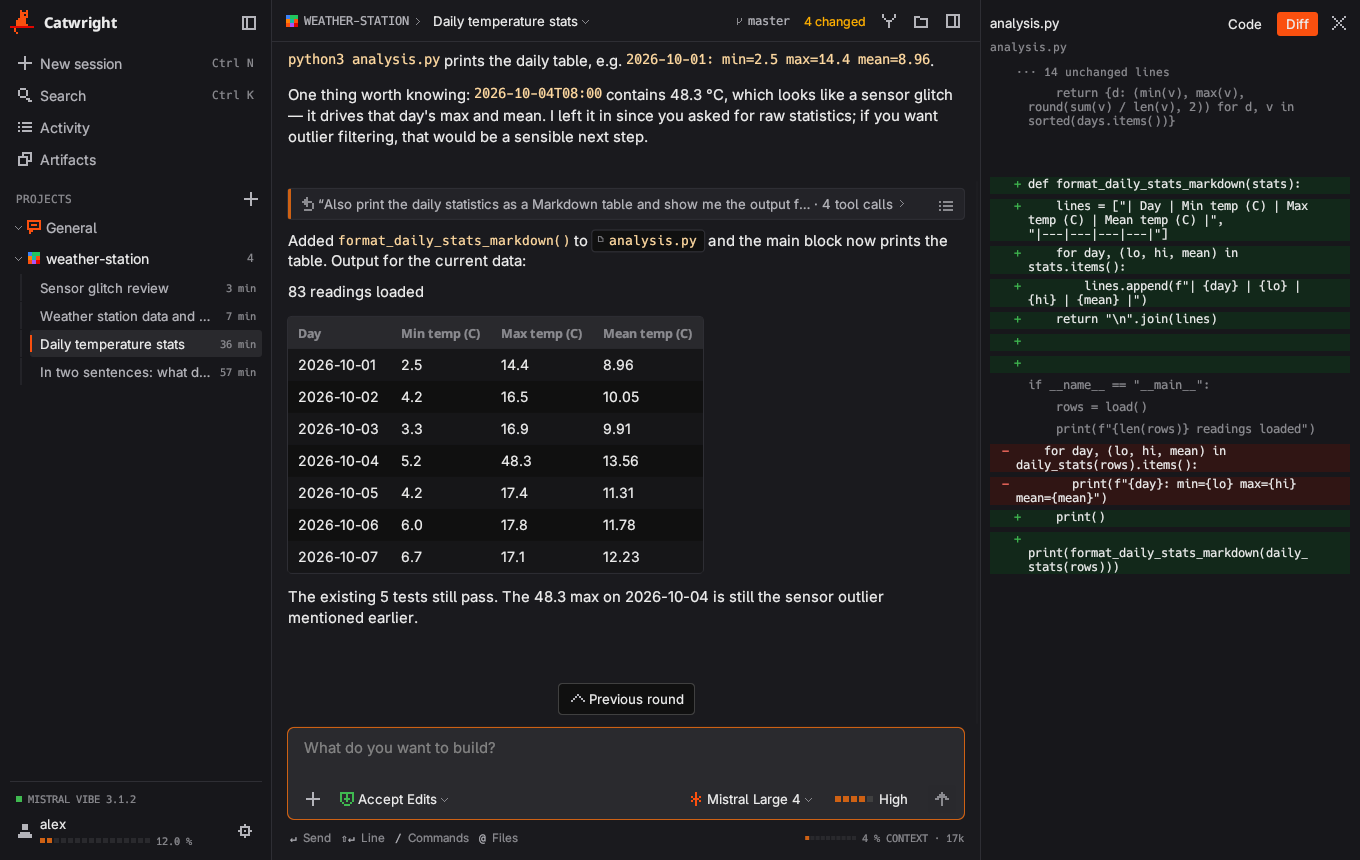 Catwright
New session Ctrl N
Search Ctrl K
Activity
Artifacts
PROJECTS
General
weather-station 4
Sensor glitch review 3 min
Weather station data and ... 7 min
Daily temperature stats 36 min
In two sentences: what d... 57 min
MISTRAL VIBE 3.1.2
alex
12.0 %
WEATHER-STATION Daily temperature stats master 4 changed
python3 analysis.py prints the daily table, e.g. 2026-10-01: min=2.5 max=14.4 mean=8.96.
One thing worth knowing: 2026-10-04T08:00 contains 48.3 °C, which looks like a sensor glitch
— it drives that day's max and mean. I left it in since you asked for raw statistics; if you want
outlier filtering, that would be a sensible next step.
“Also print the daily statistics as a Markdown table and show me the output f... · 4 tool calls
Added format_daily_stats_markdown() to analysis.py and the main block now prints the
table. Output for the current data:
83 readings loaded
Day Min temp (C) Max temp (C) Mean temp (C)
2026-10-01 2.5 14.4 8.96
2026-10-02 4.2 16.5 10.05
2026-10-03 3.3 16.9 9.91
2026-10-04 5.2 48.3 13.56
2026-10-05 4.2 17.4 11.31
2026-10-06 6.0 17.8 11.78
2026-10-07 6.7 17.1 12.23
The existing 5 tests still pass. The 48.3 max on 2026-10-04 is still the sensor outlier
mentioned earlier.
Previous round
What do you want to build?
Accept Edits Mistral Large 4 High
Send Line / Commands @ Files 4 % CONTEXT · 17k
analysis.py Code Diff
analysis.py
··· 14 unchanged lines
return {d: (min(v), max(v),
round(sum(v) / len(v), 2)) for d, v in
sorted(days.items())}
+ def format_daily_stats_markdown(stats):
+ lines = ["| Day | Min temp (C) | Max
temp (C) | Mean temp (C) |",
"|---|---|---|---|"]
+ for day, (lo, hi, mean) in
stats.items():
+ lines.append(f"| {day} | {lo} |
{hi} | {mean} |")
+ return "\n".join(lines)
+
+
if __name__ == "__main__":
rows = load()
print(f"{len(rows)} readings loaded")
− for day, (lo, hi, mean) in
daily_stats(rows).items():
− print(f"{day}: min={lo} max={hi}
mean={mean}")
+ print()
+
print(format_daily_stats_markdown(daily_
stats(rows)))